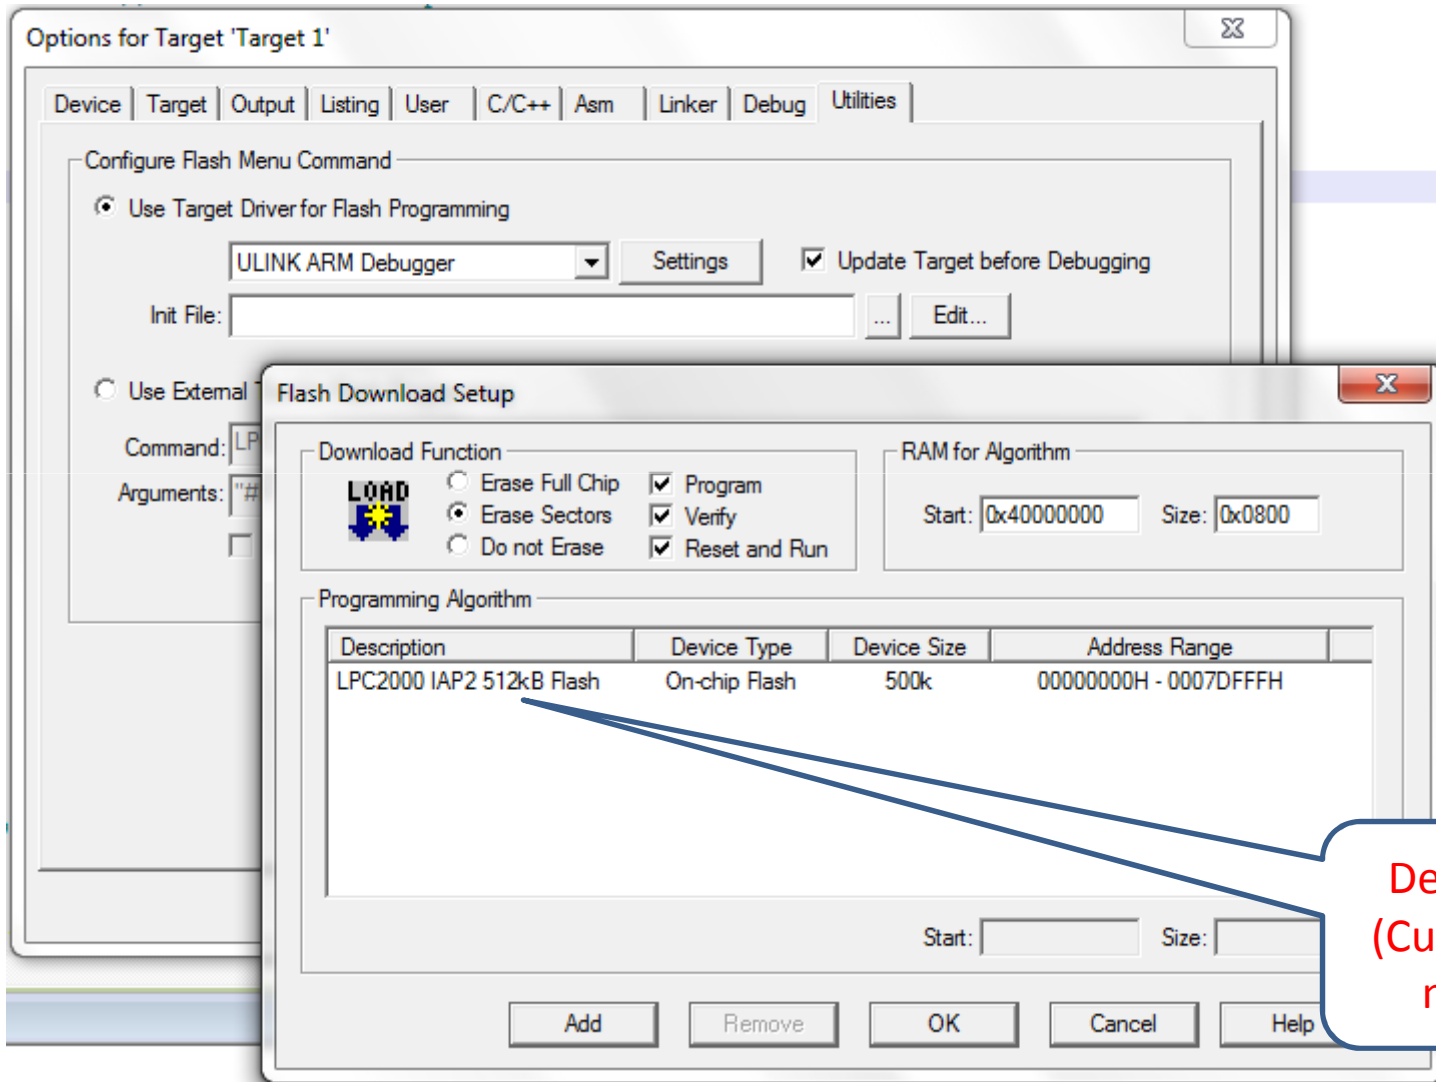 Options for Target 'Target 1'
Device Target Output Listing User C/C++ Asm Linker Debug Utilities
Configure Flash Menu Command
Use Target Driver for Flash Programming
ULINK ARM Debugger Settings Update Target before Debugging
Init File: ... Edit...
Use External
Command: LP
Arguments: "#
Flash Download Setup
Download Function
LOAD
Erase Full Chip Program
Erase Sectors Verify
Do not Erase Reset and Run
RAM for Algorithm
Start: 0x40000000 Size: 0x0800
Programming Algorithm
Description Device Type Device Size Address Range
LPC2000 IAP2 512kB Flash On-chip Flash 500k 00000000H - 0007DFFFH
Start: Size:
Add Remove OK Cancel Help
De
(Cu